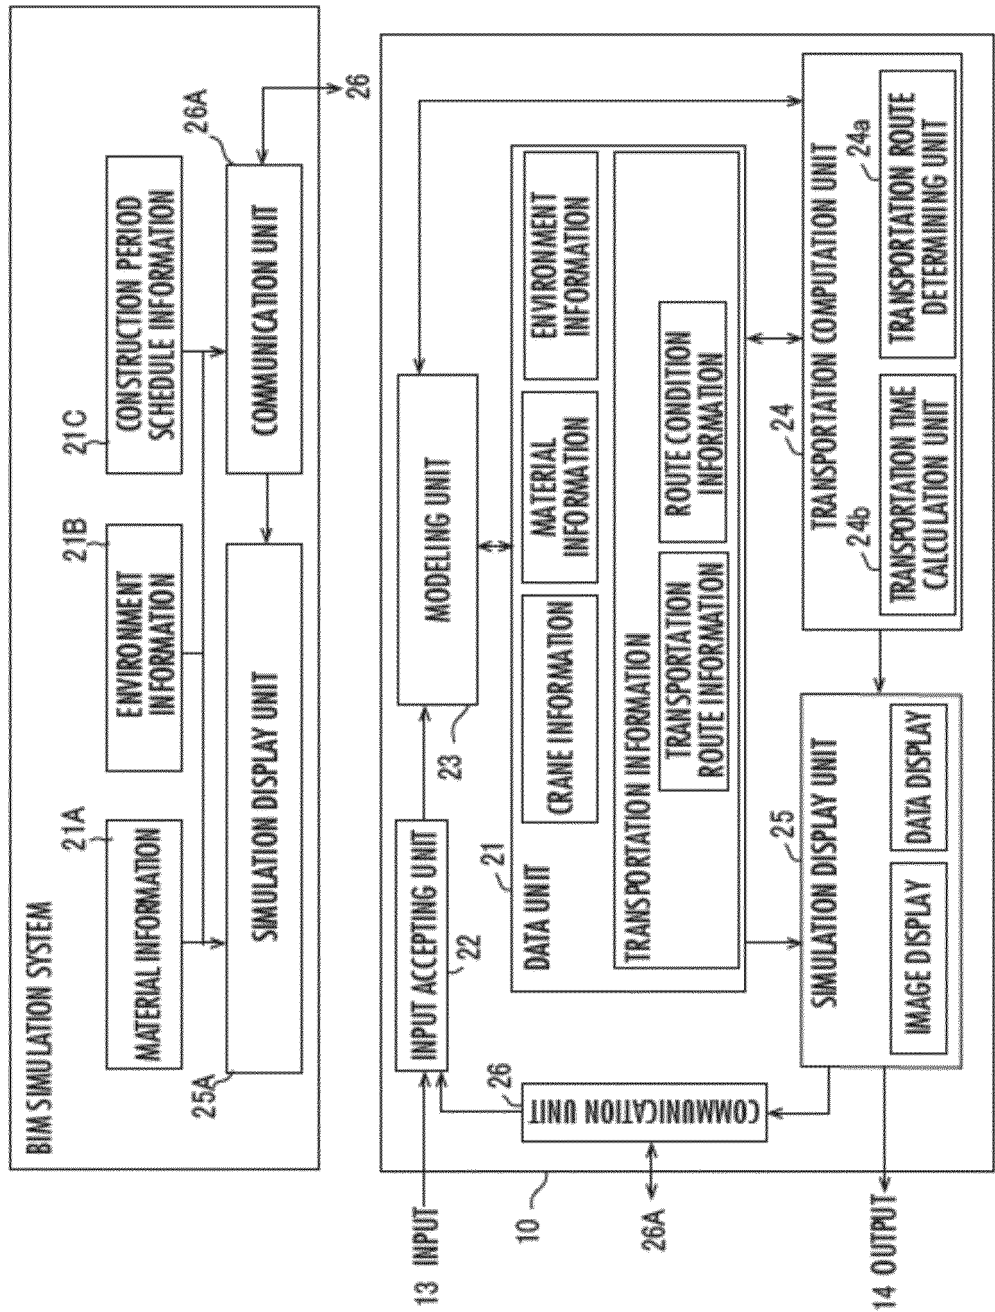 BIM SIMULATION SYSTEM
21A
MATERIAL INFORMATION
21B
ENVIRONMENT
INFORMATION
21C
CONSTRUCTION PERIOD
SCHEDULE INFORMATION
25A
SIMULATION DISPLAY UNIT
26A
COMMUNICATION UNIT
26
13 INPUT
INPUT ACCEPTING UNIT
22
MODELING UNIT
23
10
26A
26
COMMUNICATION
UNIT
21
DATA UNIT
CRANE INFORMATION
MATERIAL
INFORMATION
ENVIRONMENT
INFORMATION
TRANSPORTATION INFORMATION
TRANSPORTATION
ROUTE INFORMATION
ROUTE CONDITION
INFORMATION
14 OUTPUT
25
SIMULATION DISPLAY UNIT
IMAGE DISPLAY
DATA DISPLAY
24
TRANSPORTATION COMPUTATION UNIT
24b
TRANSPORTATION TIME
CALCULATION UNIT
24a
TRANSPORTATION ROUTE
DETERMINING UNIT